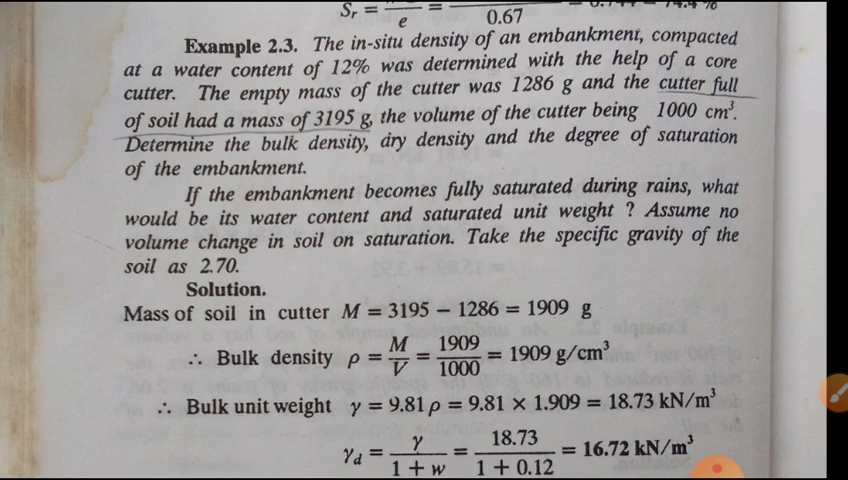 S_r = = = 0.744 = 74.4 %
e 0.67
Example 2.3. The in-situ density of an embankment, compacted
at a water content of 12% was determined with the help of a core
cutter. The empty mass of the cutter was 1286 g and the cutter full
of soil had a mass of 3195 g, the volume of the cutter being 1000 cm³.
Determine the bulk density, dry density and the degree of saturation
of the embankment.
If the embankment becomes fully saturated during rains, what
would be its water content and saturated unit weight ? Assume no
volume change in soil on saturation. Take the specific gravity of the
soil as 2.70.
Solution.
Mass of soil in cutter M = 3195 − 1286 = 1909 g
∴ Bulk density ρ = M/V = 1909/1000 = 1909 g/cm³
∴ Bulk unit weight γ = 9.81 ρ = 9.81 × 1.909 = 18.73 kN/m³
γ_d = γ/(1 + w) = 18.73/(1 + 0.12) = 16.72 kN/m³